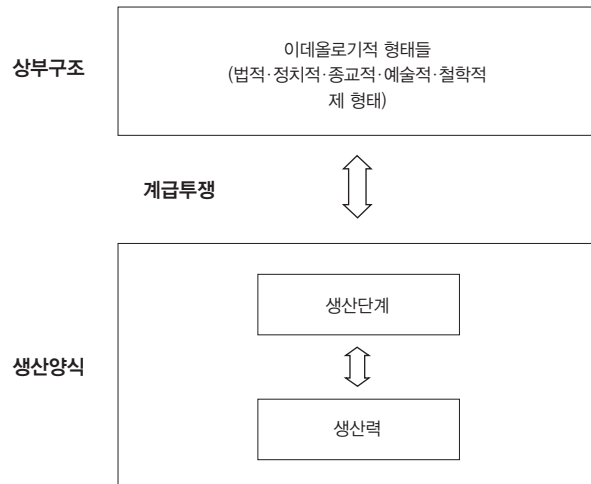 상부구조
이데올로기적 형태들
(법적·정치적·종교적·예술적·철학적
제 형태)
계급투쟁
생산양식
생산단계
생산력